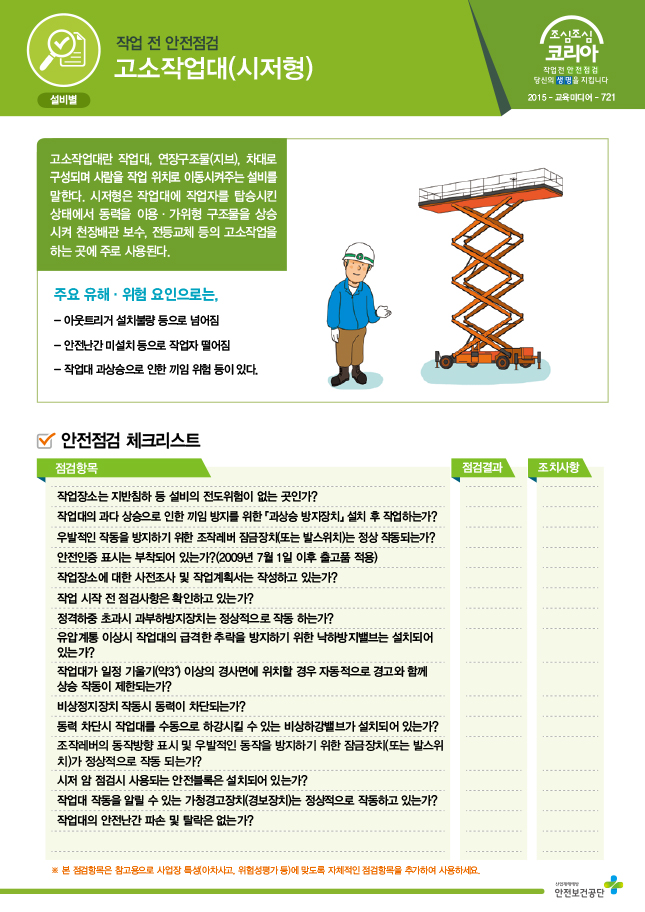 작업 전 안전점검
고소작업대(시저형)
설비별
조심조심
코리아
작업전 안전점검
당신의 생명을 지킵니다
2015 - 교육미디어 - 721
고소작업대란 작업대, 연장구조물(지브), 차대로
구성되며 사람을 작업 위치로 이동시켜주는 설비를
말한다. 시저형은 작업대에 작업자를 탑승시킨
상태에서 동력을 이용·가위형 구조물을 상승
시켜 천장배관 보수, 전등교체 등의 고소작업을
하는 곳에 주로 사용된다.
주요 유해·위험 요인으로는,
- 아웃트리거 설치불량 등으로 넘어짐
- 안전난간 미설치 등으로 작업자 떨어짐
- 작업대 과상승으로 인한 끼임 위험 등이 있다.
안전점검 체크리스트
점검항목 점검결과 조치사항
작업장소는 지반침하 등 설비의 전도위험이 없는 곳인가?
작업대의 과다 상승으로 인한 끼임 방지를 위한 「과상승 방지장치」 설치 후 작업하는가?
우발적인 작동을 방지하기 위한 조작레버 잠금장치(또는 발스위치)는 정상 작동되는가?
안전인증 표시는 부착되어 있는가?(2009년 7월 1일 이후 출고품 적용)
작업장소에 대한 사전조사 및 작업계획서는 작성하고 있는가?
작업 시작 전 점검사항은 확인하고 있는가?
정격하중 초과시 과부하방지장치는 정상적으로 작동 하는가?
유압계통 이상시 작업대의 급격한 추락을 방지하기 위한 낙하방지밸브는 설치되어
있는가?
작업대가 일정 기울기(약3˚) 이상의 경사면에 위치할 경우 자동적으로 경고와 함께
상승 작동이 제한되는가?
비상정지장치 작동시 동력이 차단되는가?
동력 차단시 작업대를 수동으로 하강시킬 수 있는 비상하강밸브가 설치되어 있는가?
조작레버의 동작방향 표시 및 우발적인 동작을 방지하기 위한 잠금장치(또는 발스위
치)가 정상적으로 작동 되는가?
시저 암 점검시 사용되는 안전블록은 설치되어 있는가?
작업대 작동을 알릴 수 있는 가청경고장치(경보장치)는 정상적으로 작동하고 있는가?
작업대의 안전난간 파손 및 탈락은 없는가?
※ 본 점검항목은 참고용으로 사업장 특성(아차사고, 위험성평가 등)에 맞도록 자체적인 점검항목을 추가하여 사용하세요.
산업재해예방
안전보건공단